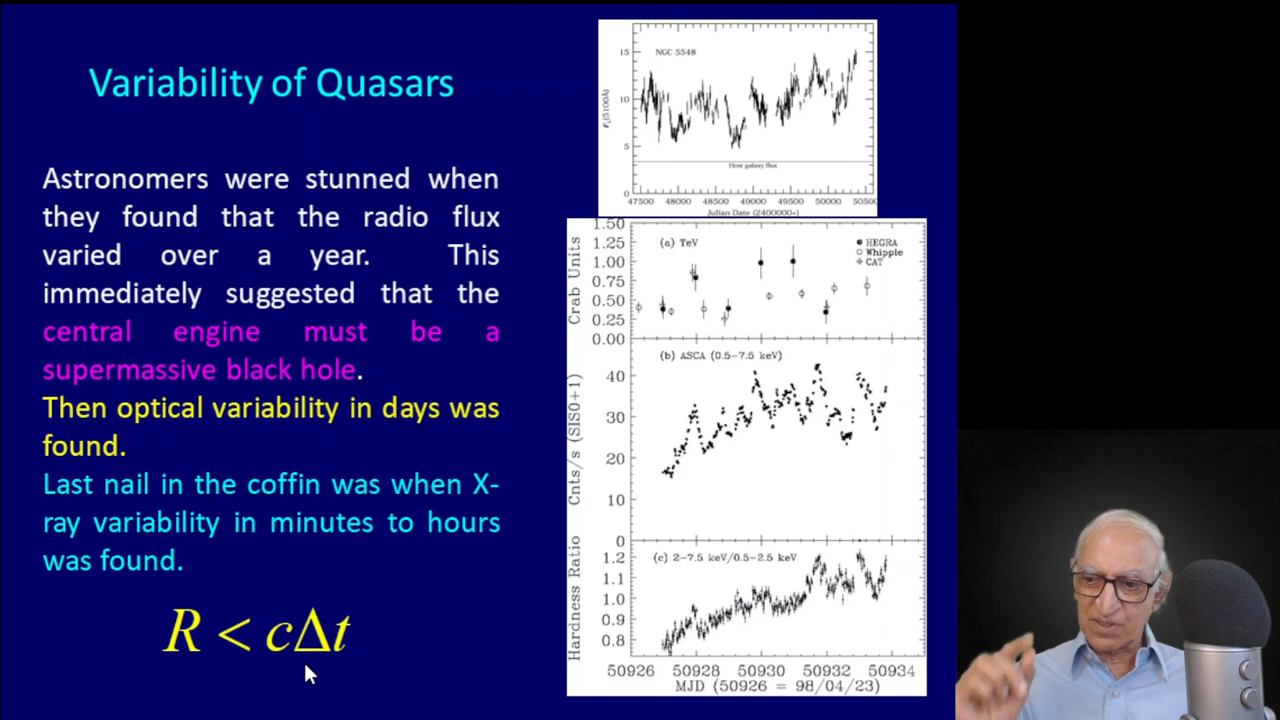 Variability of Quasars
Astronomers were stunned when
they found that the radio flux
varied over a year. This
immediately suggested that the
central engine must be a
supermassive black hole.
Then optical variability in days was
found.
Last nail in the coffin was when X-
ray variability in minutes to hours
was found.
R < cΔt
NGC 5548
15
10
5
0
Fλ(5100Å)
Host galaxy flux
47500 48000 48500 49000 49500 50000 50500
Julian Date (2400000+)
1.50
1.25
1.00
0.75
0.50
0.25
0.00
Crab Units
(a) TeV
HEGRA
Whipple
CAT
(b) ASCA (0.5–7.5 keV)
40
30
20
10
0
Cnts/s (SIS0+1)
(c) 2–7.5 keV/0.5–2.5 keV
1.2
1.1
1.0
0.9
0.8
Hardness Ratio
50926 50928 50930 50932 50934
MJD (50926 = 98/04/23)